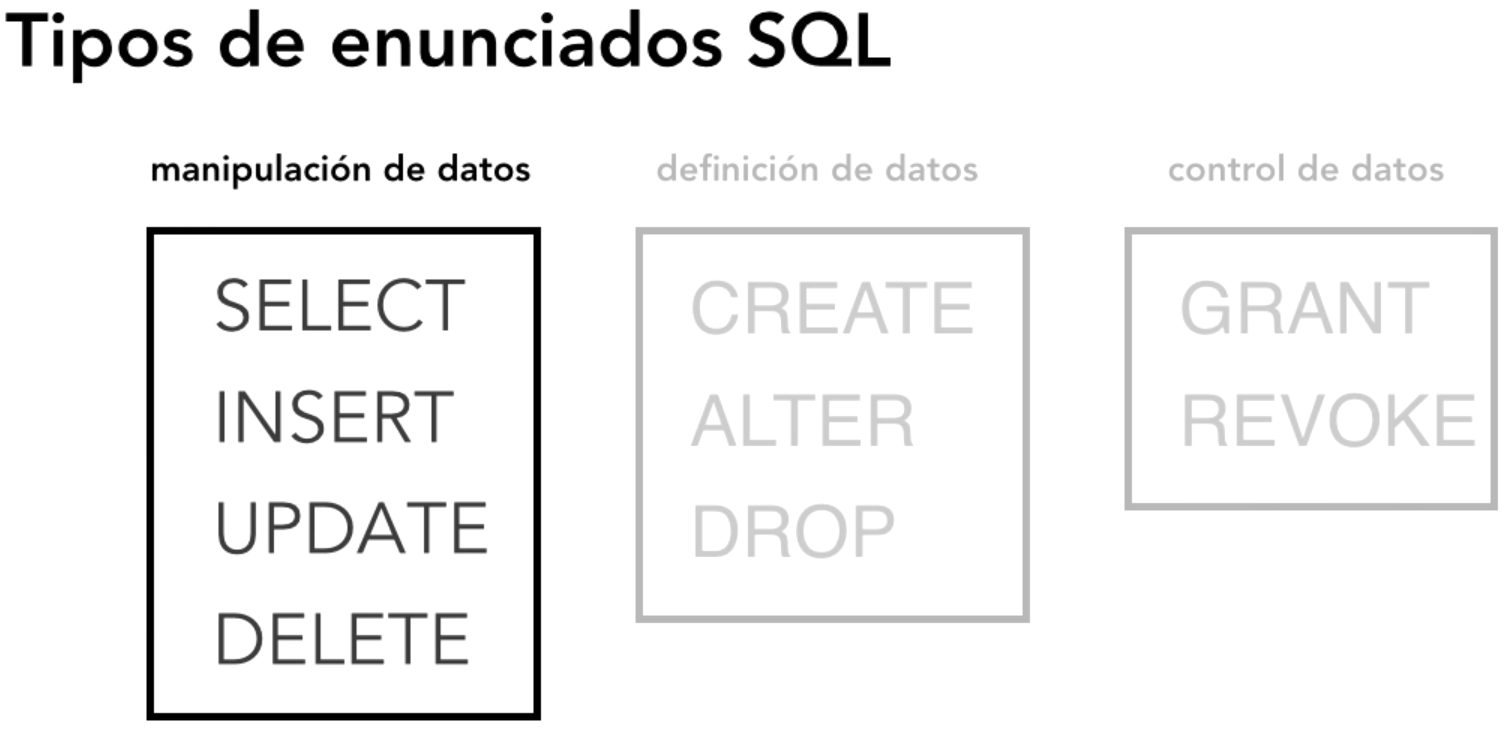 Tipos de enunciados SQL
manipulación de datos
SELECT
INSERT
UPDATE
DELETE
definición de datos
CREATE
ALTER
DROP
control de datos
GRANT
REVOKE